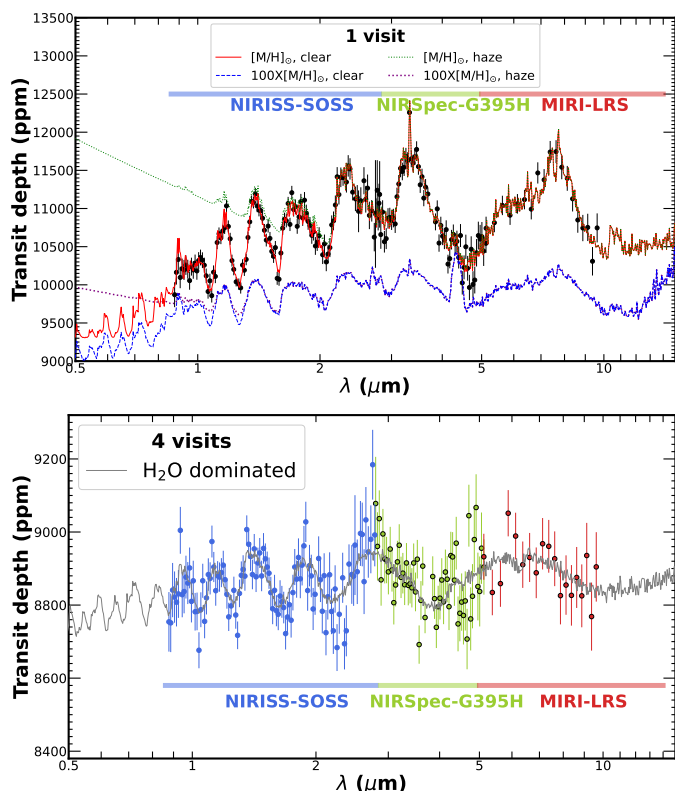 1 visit
[M/H]☉, clear
100X[M/H]☉, clear
[M/H]☉, haze
100X[M/H]☉, haze
NIRISS-SOSS
NIRSpec-G395H
MIRI-LRS
Transit depth (ppm)
13500
13000
12500
12000
11500
11000
10500
10000
9500
9000
0.5
1
2
5
10
λ (μm)
4 visits
H₂O dominated
NIRISS-SOSS
NIRSpec-G395H
MIRI-LRS
Transit depth (ppm)
9200
9000
8800
8600
8400
0.5
1
2
5
10
λ (μm)